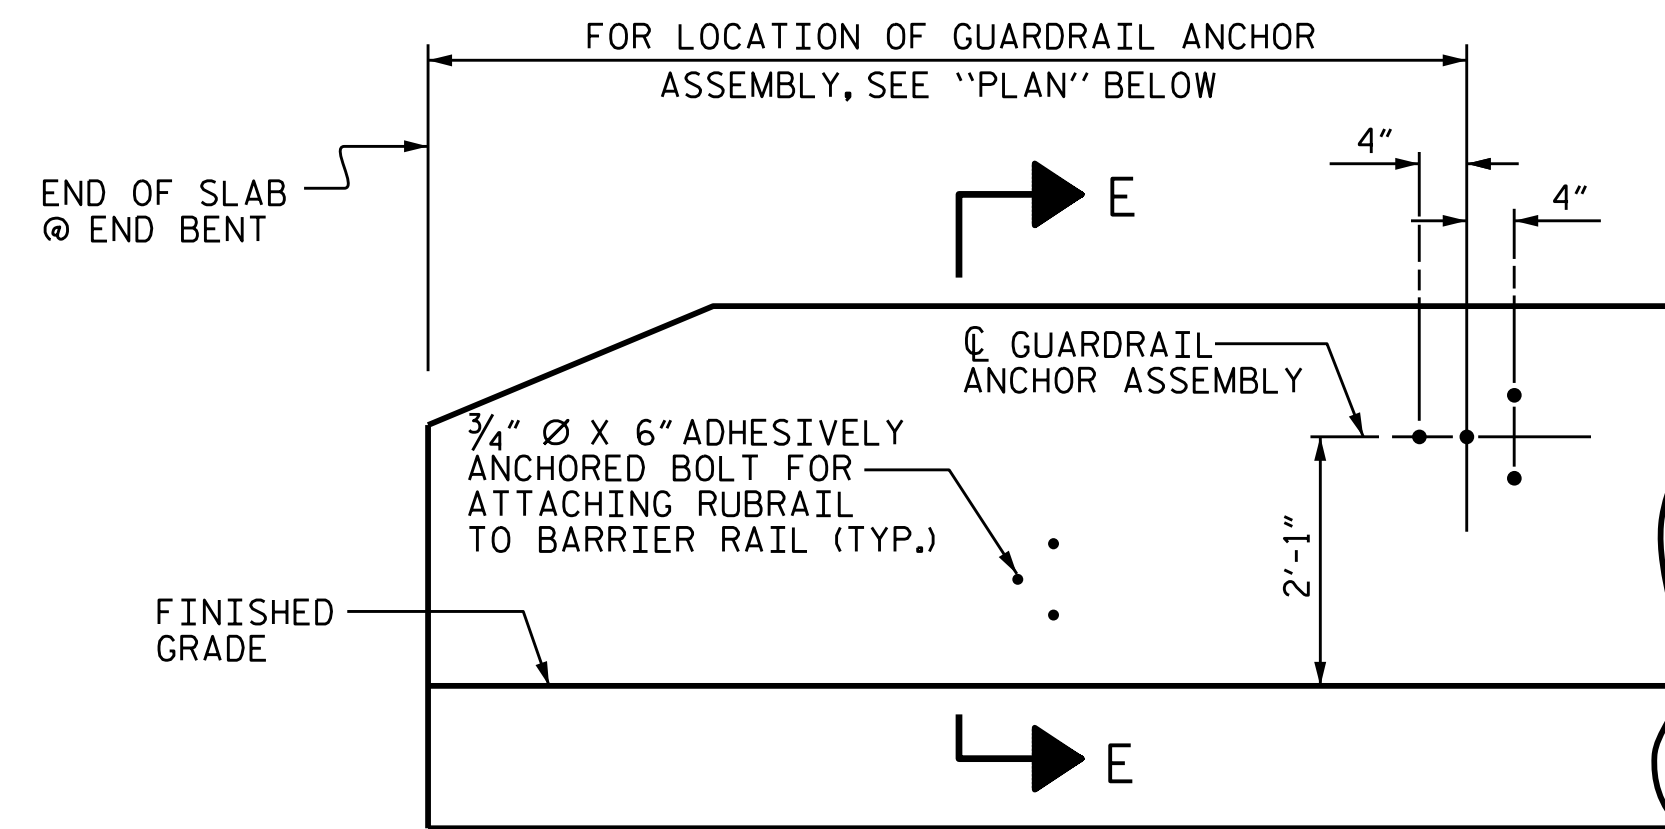 FOR LOCATION OF GUARDRAIL ANCHOR
ASSEMBLY, SEE "PLAN" BELOW
4"
4"
END OF SLAB
@ END BENT
E
℄ GUARDRAIL
ANCHOR ASSEMBLY
3/4" Ø X 6" ADHESIVELY
ANCHORED BOLT FOR
ATTACHING RUBRAIL
TO BARRIER RAIL (TYP.)
2'-1"
FINISHED
GRADE
E